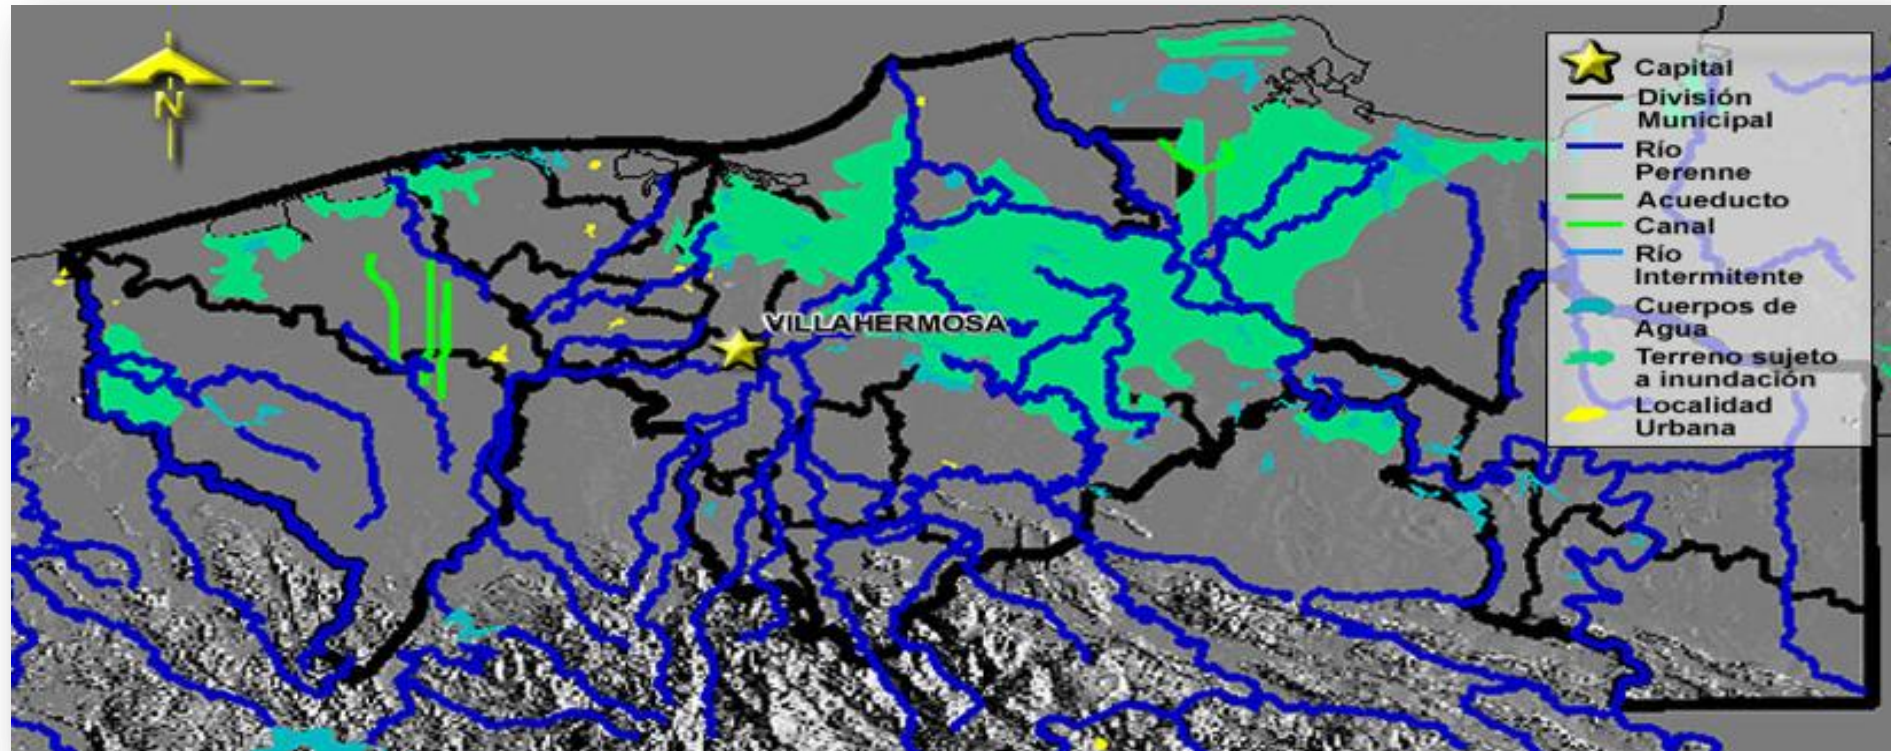 N
VILLAHERMOSA
Capital
División
Municipal
Río
Perenne
Acueducto
Canal
Río
Intermitente
Cuerpos de
Agua
Terreno sujeto
a inundación
Localidad
Urbana